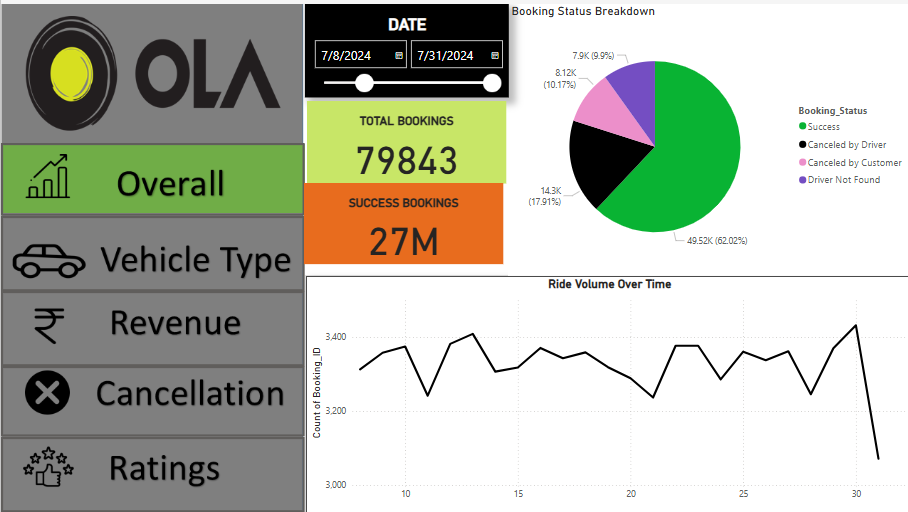 OLA
Overall
Vehicle Type
Revenue
Cancellation
Ratings
DATE
7/8/2024 7/31/2024
TOTAL BOOKINGS
79843
SUCCESS BOOKINGS
27M
Booking Status Breakdown
7.9K (9.9%)
8.12K
(10.17%)
14.3K
(17.91%)
49.52K (62.02%)
Booking_Status
Success
Canceled by Driver
Canceled by Customer
Driver Not Found
Ride Volume Over Time
Count of Booking_ID
3,400
3,200
3,000
10 15 20 25 30